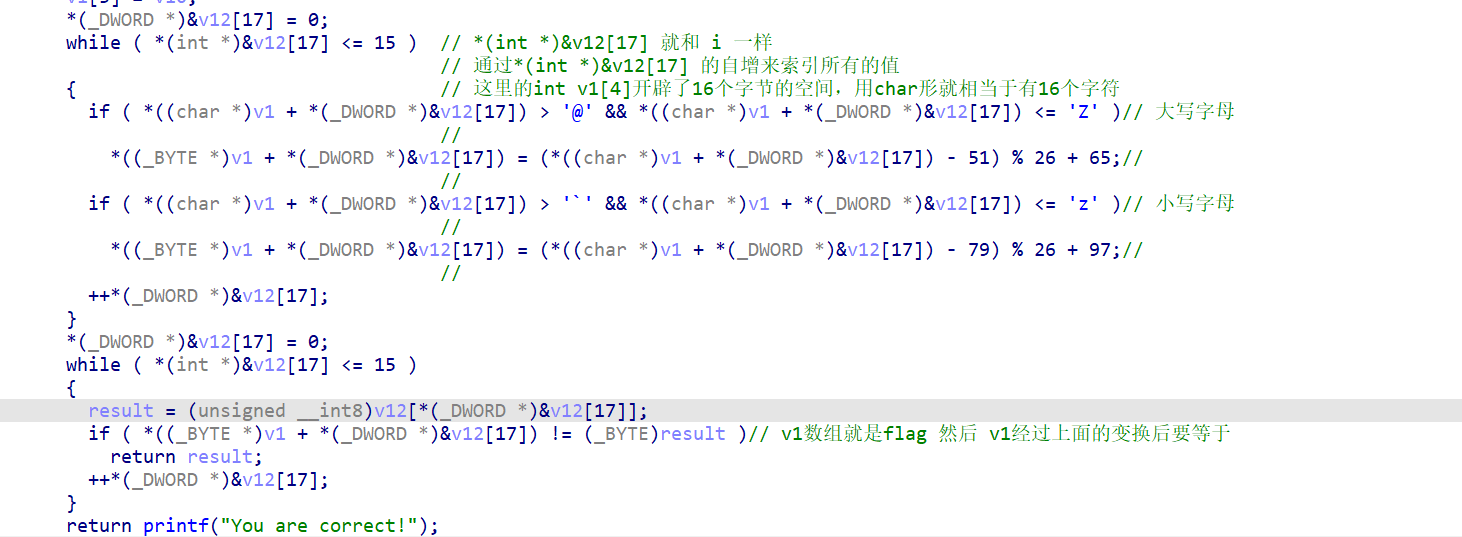 *(_DWORD *)&v12[17] = 0;
while ( *(int *)&v12[17] <= 15 )  // *(int *)&v12[17] 就和 i 一样
// 通过*(int *)&v12[17] 的自增来索引所有的值
{ // 这里的int v1[4]开辟了16个字节的空间，用char形就相当于有16个字符
if ( *((char *)v1 + *(_DWORD *)&v12[17]) > '@' && *((char *)v1 + *(_DWORD *)&v12[17]) <= 'Z' )// 大写字母
//
*((_BYTE *)v1 + *(_DWORD *)&v12[17]) = (*((char *)v1 + *(_DWORD *)&v12[17]) - 51) % 26 + 65;//
//
if ( *((char *)v1 + *(_DWORD *)&v12[17]) > '`' && *((char *)v1 + *(_DWORD *)&v12[17]) <= 'z' )// 小写字母
//
*((_BYTE *)v1 + *(_DWORD *)&v12[17]) = (*((char *)v1 + *(_DWORD *)&v12[17]) - 79) % 26 + 97;//
//
++*(_DWORD *)&v12[17];
}
*(_DWORD *)&v12[17] = 0;
while ( *(int *)&v12[17] <= 15 )
{
result = (unsigned __int8)v12[*(_DWORD *)&v12[17]];
if ( *((_BYTE *)v1 + *(_DWORD *)&v12[17]) != (_BYTE)result )// v1数组就是flag 然后 v1经过上面的变换后要等于
return result;
++*(_DWORD *)&v12[17];
}
return printf("You are correct!");